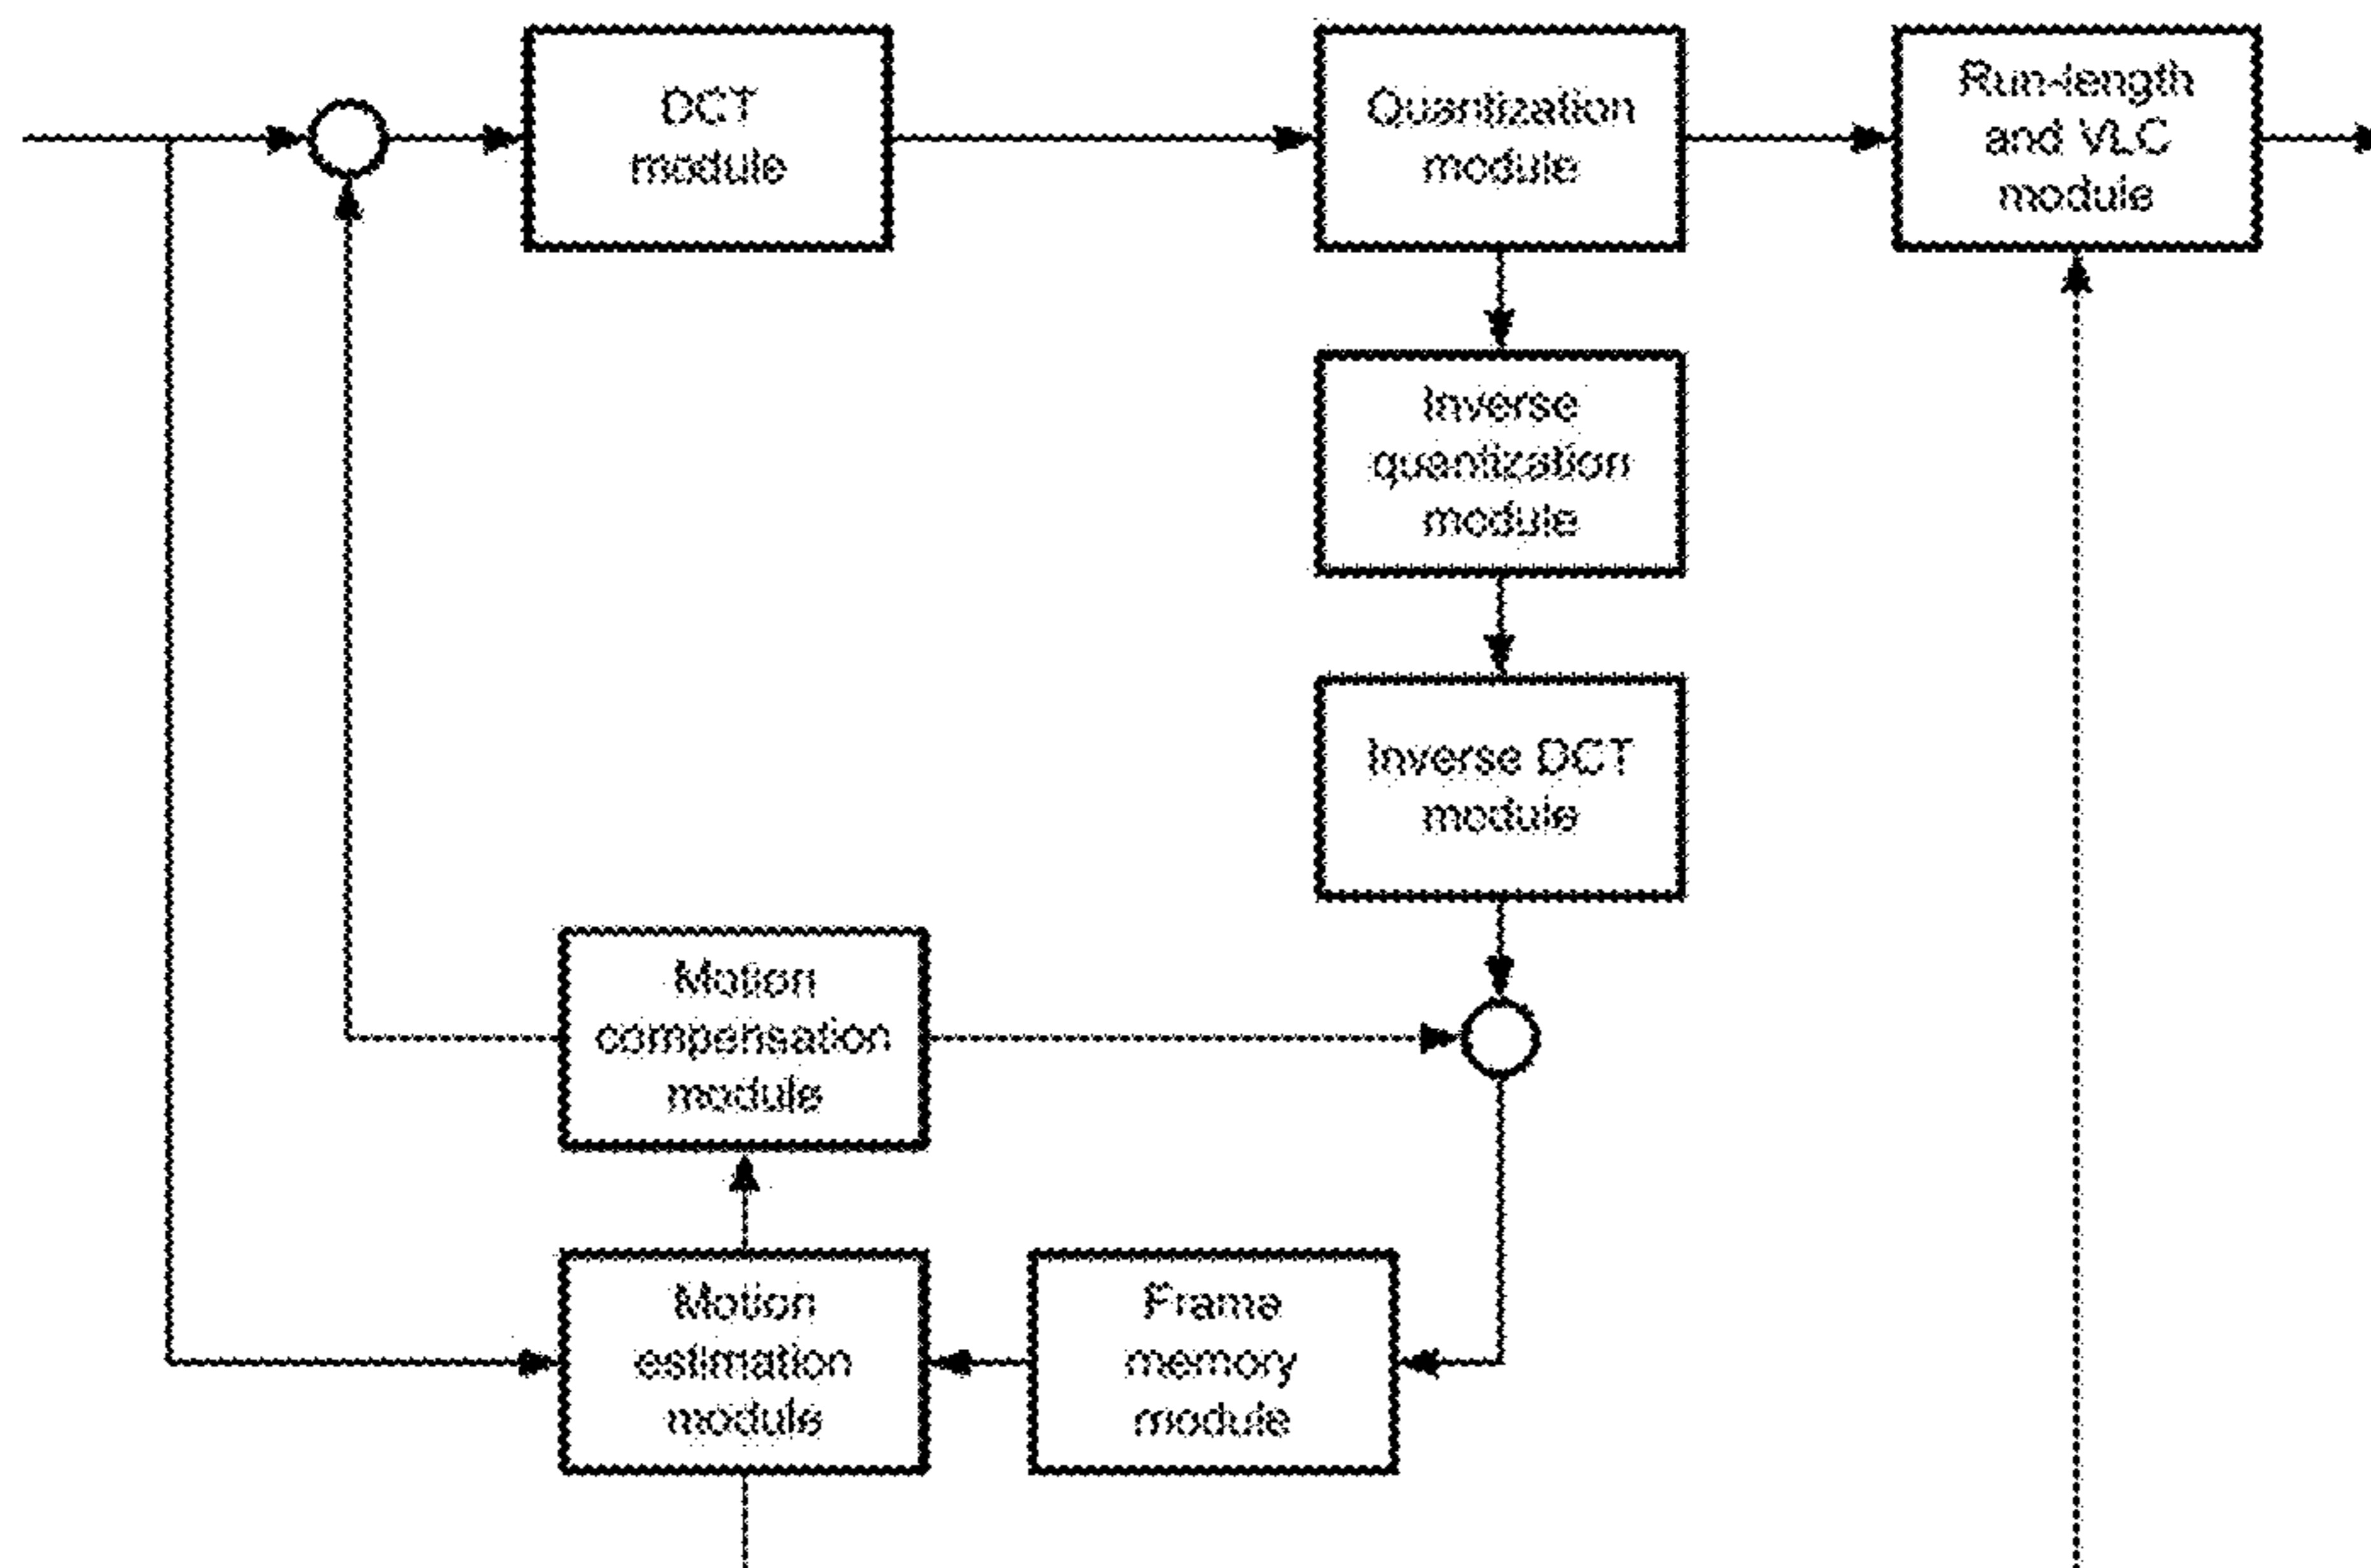 DCT
module
Quantization
module
Run-length
and VLC
module
Inverse
quantization
module
Inverse DCT
module
Motion
compensation
module
Motion
estimation
module
Frame
memory
module